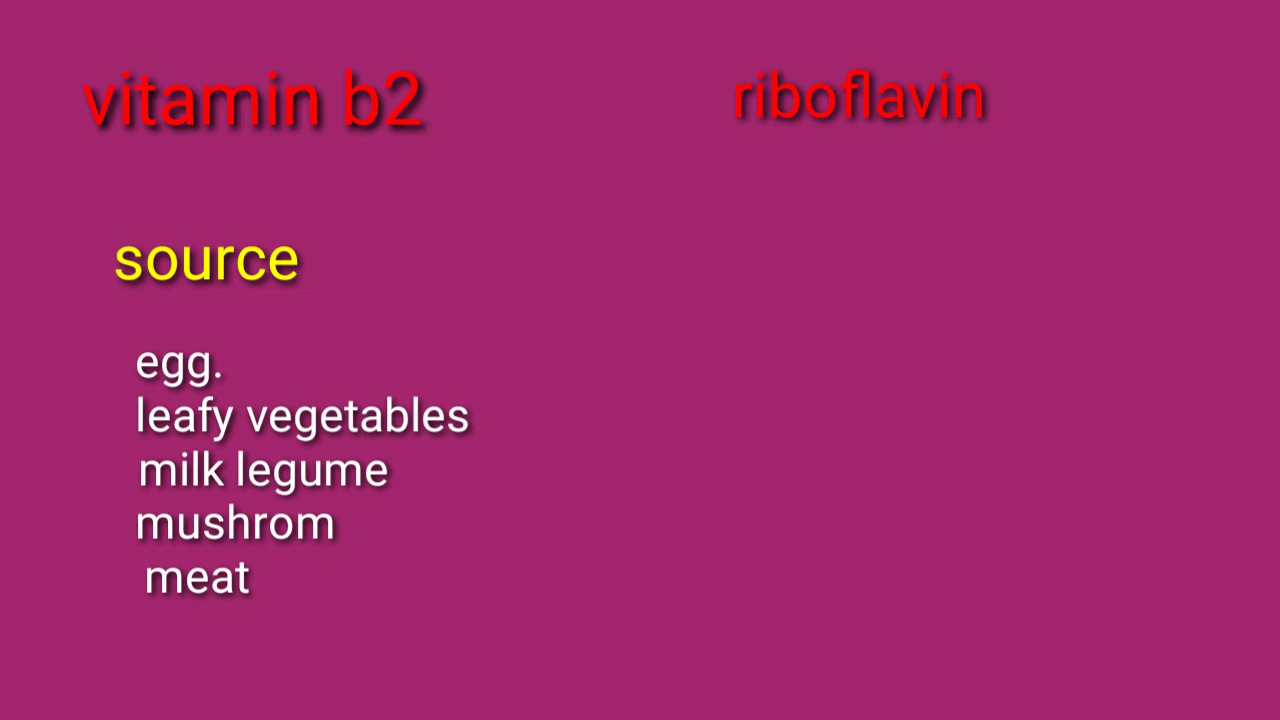 vitamin b2
riboflavin
source
egg.
leafy vegetables
milk legume
mushrom
meat